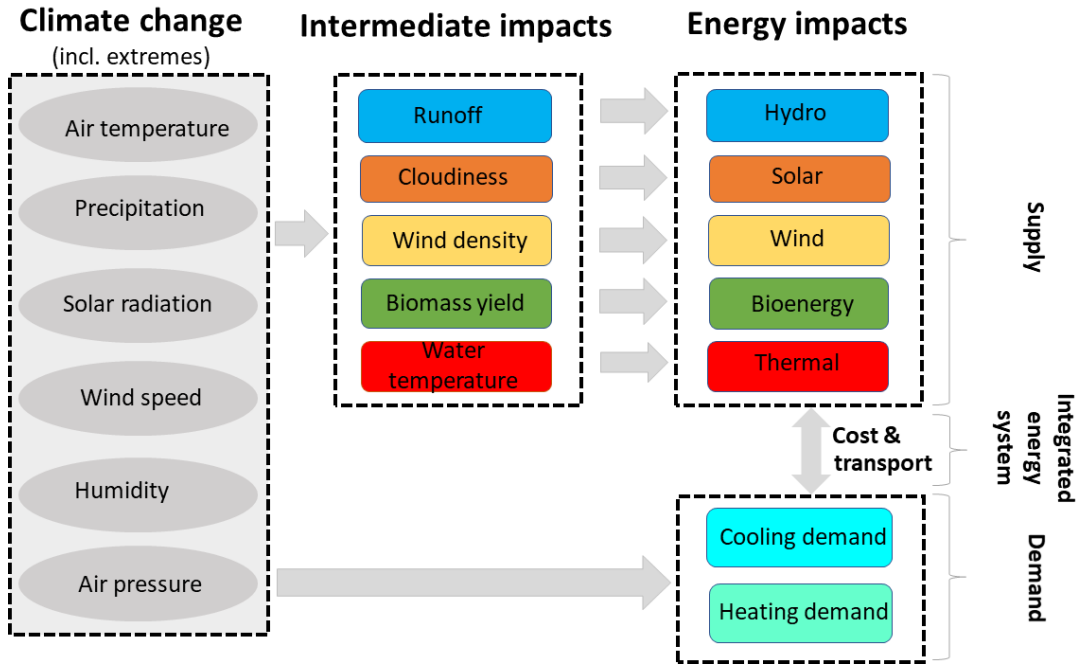 Climate change
(incl. extremes)
Air temperature
Precipitation
Solar radiation
Wind speed
Humidity
Air pressure
Intermediate impacts
Runoff
Cloudiness
Wind density
Biomass yield
Water
temperature
Energy impacts
Hydro
Solar
Wind
Bioenergy
Thermal
Cost &
transport
Cooling demand
Heating demand
Supply
Integrated
energy
system
Demand